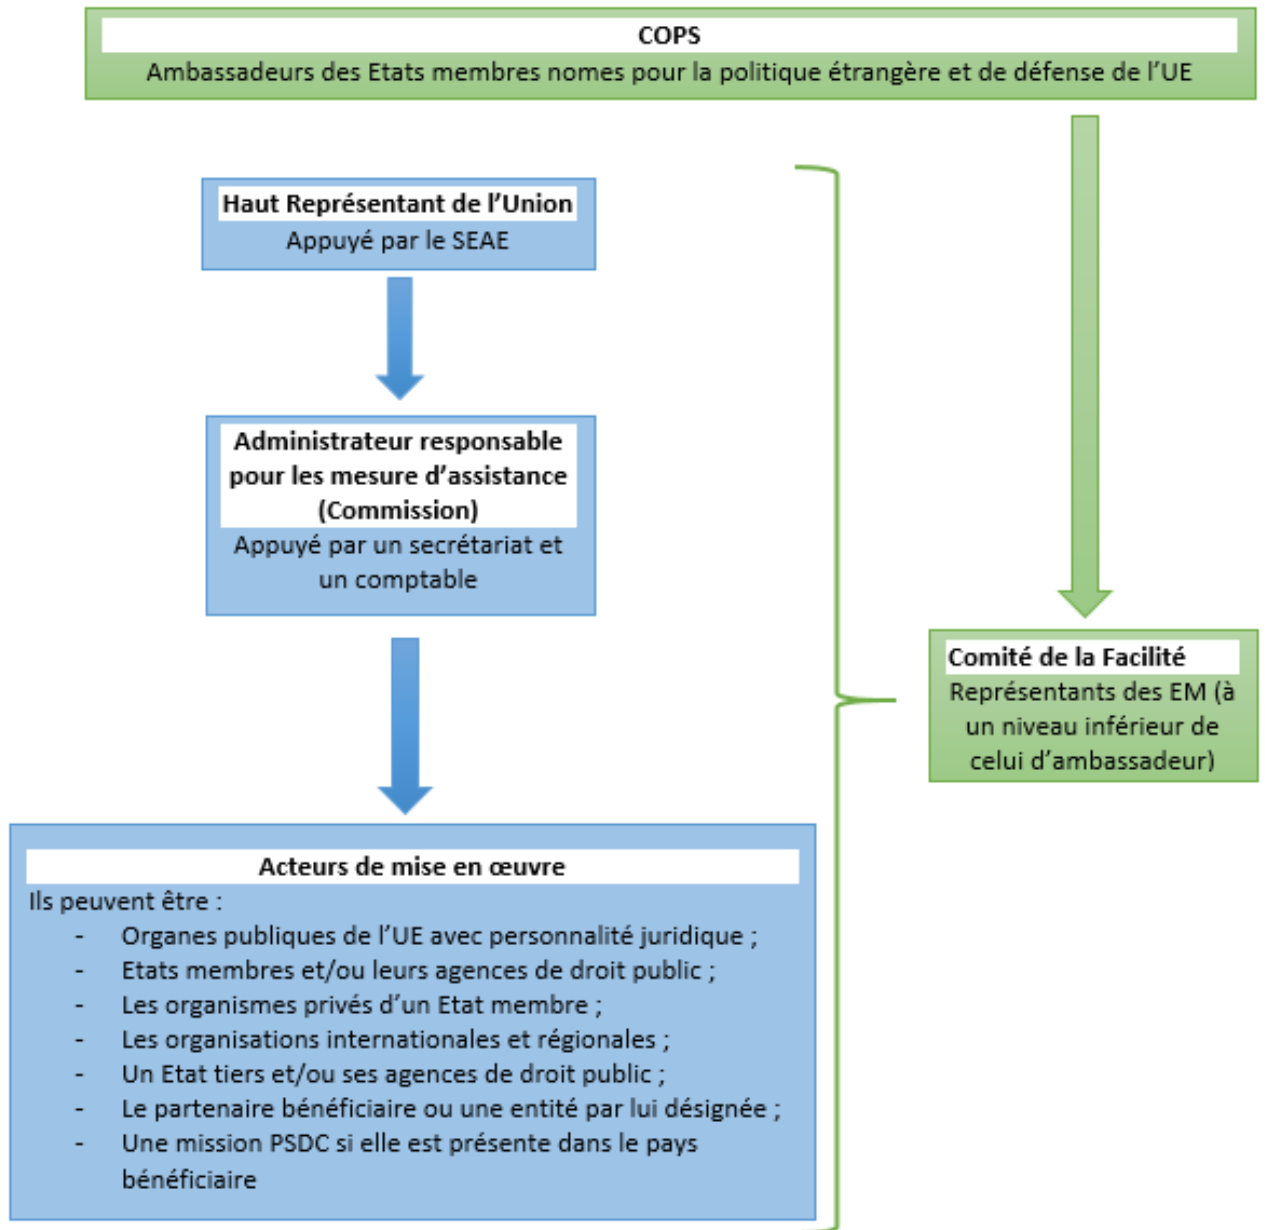 COPS
Ambassadeurs des Etats membres nomes pour la politique étrangère et de défense de l'UE
Haut Représentant de l'Union
Appuyé par le SEAE
Administrateur responsable
pour les mesure d'assistance
(Commission)
Appuyé par un secrétariat et
un comptable
Comité de la Facilité
Représentants des EM (à
un niveau inférieur de
celui d'ambassadeur)
Acteurs de mise en œuvre
Ils peuvent être :
- Organes publiques de l'UE avec personnalité juridique ;
- Etats membres et/ou leurs agences de droit public ;
- Les organismes privés d'un Etat membre ;
- Les organisations internationales et régionales ;
- Un Etat tiers et/ou ses agences de droit public ;
- Le partenaire bénéficiaire ou une entité par lui désignée ;
- Une mission PSDC si elle est présente dans le pays
bénéficiaire